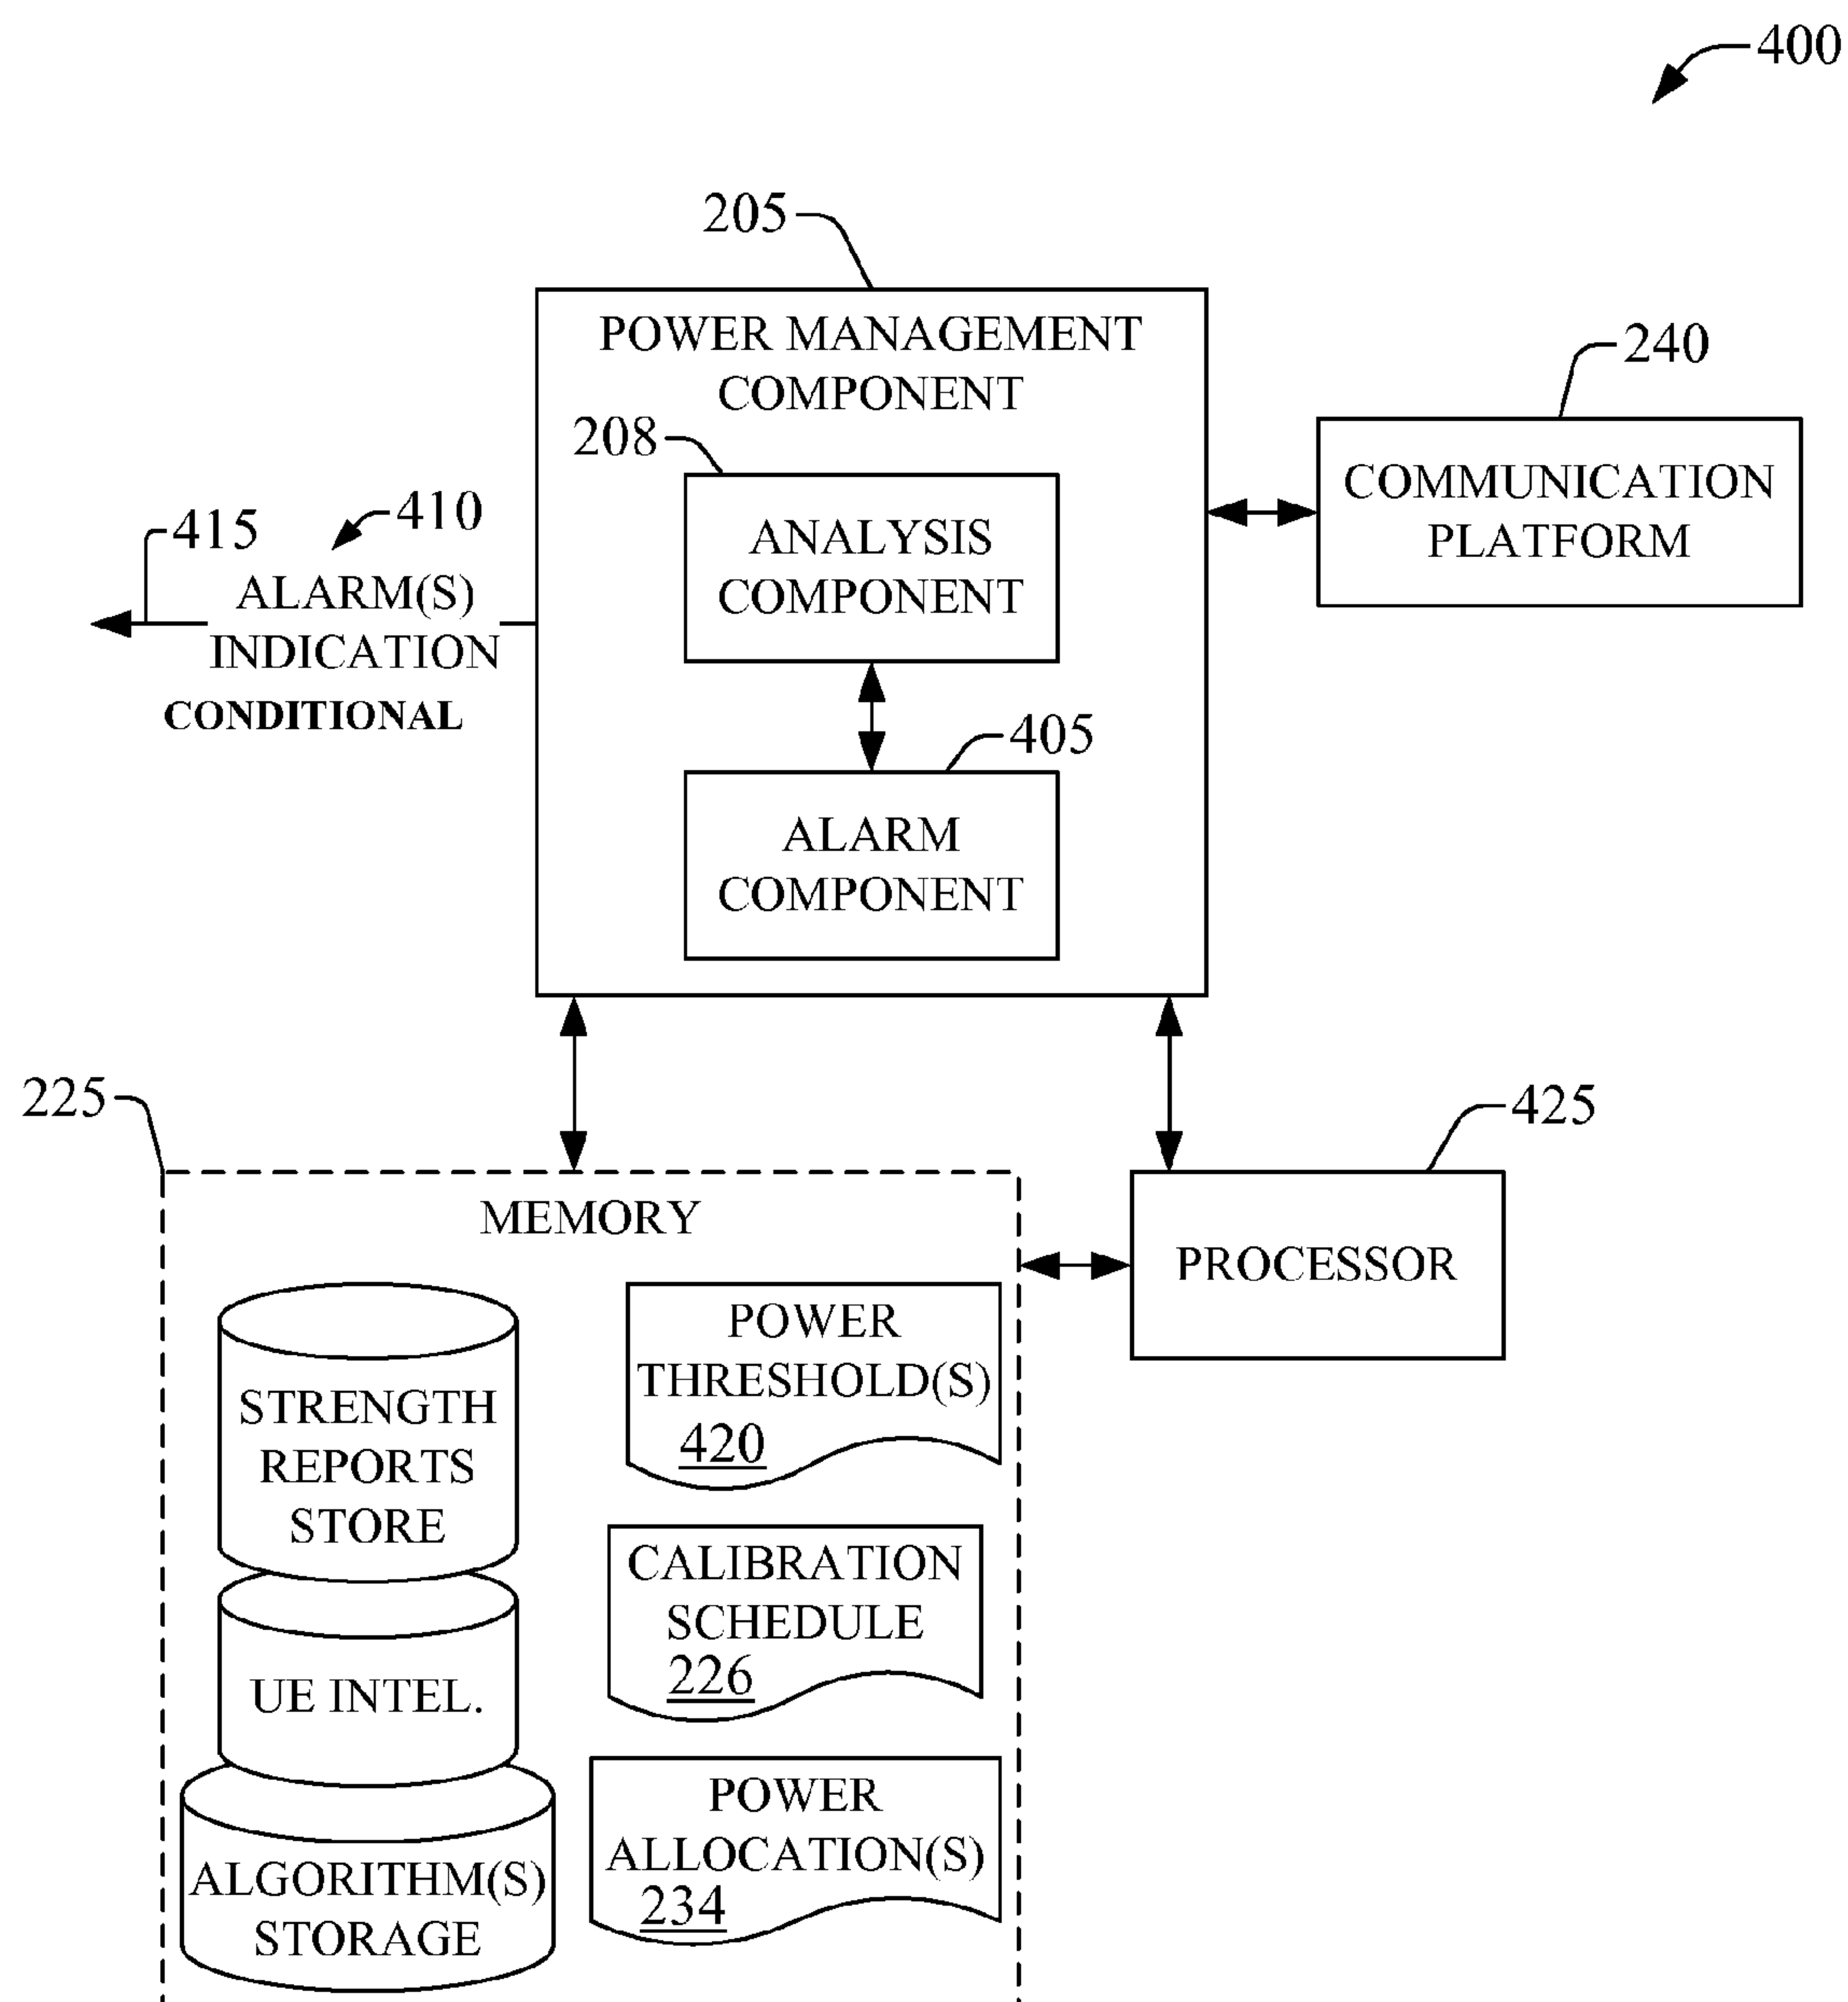 400
205
POWER MANAGEMENT
COMPONENT
240
208
COMMUNICATION
PLATFORM
ANALYSIS
COMPONENT
415
410
ALARM(S)
INDICATION
CONDITIONAL
405
ALARM
COMPONENT
225
425
MEMORY
PROCESSOR
STRENGTH
REPORTS
STORE
POWER
THRESHOLD(S)
420
CALIBRATION
SCHEDULE
226
UE INTEL.
POWER
ALLOCATION(S)
234
ALGORITHM(S)
STORAGE